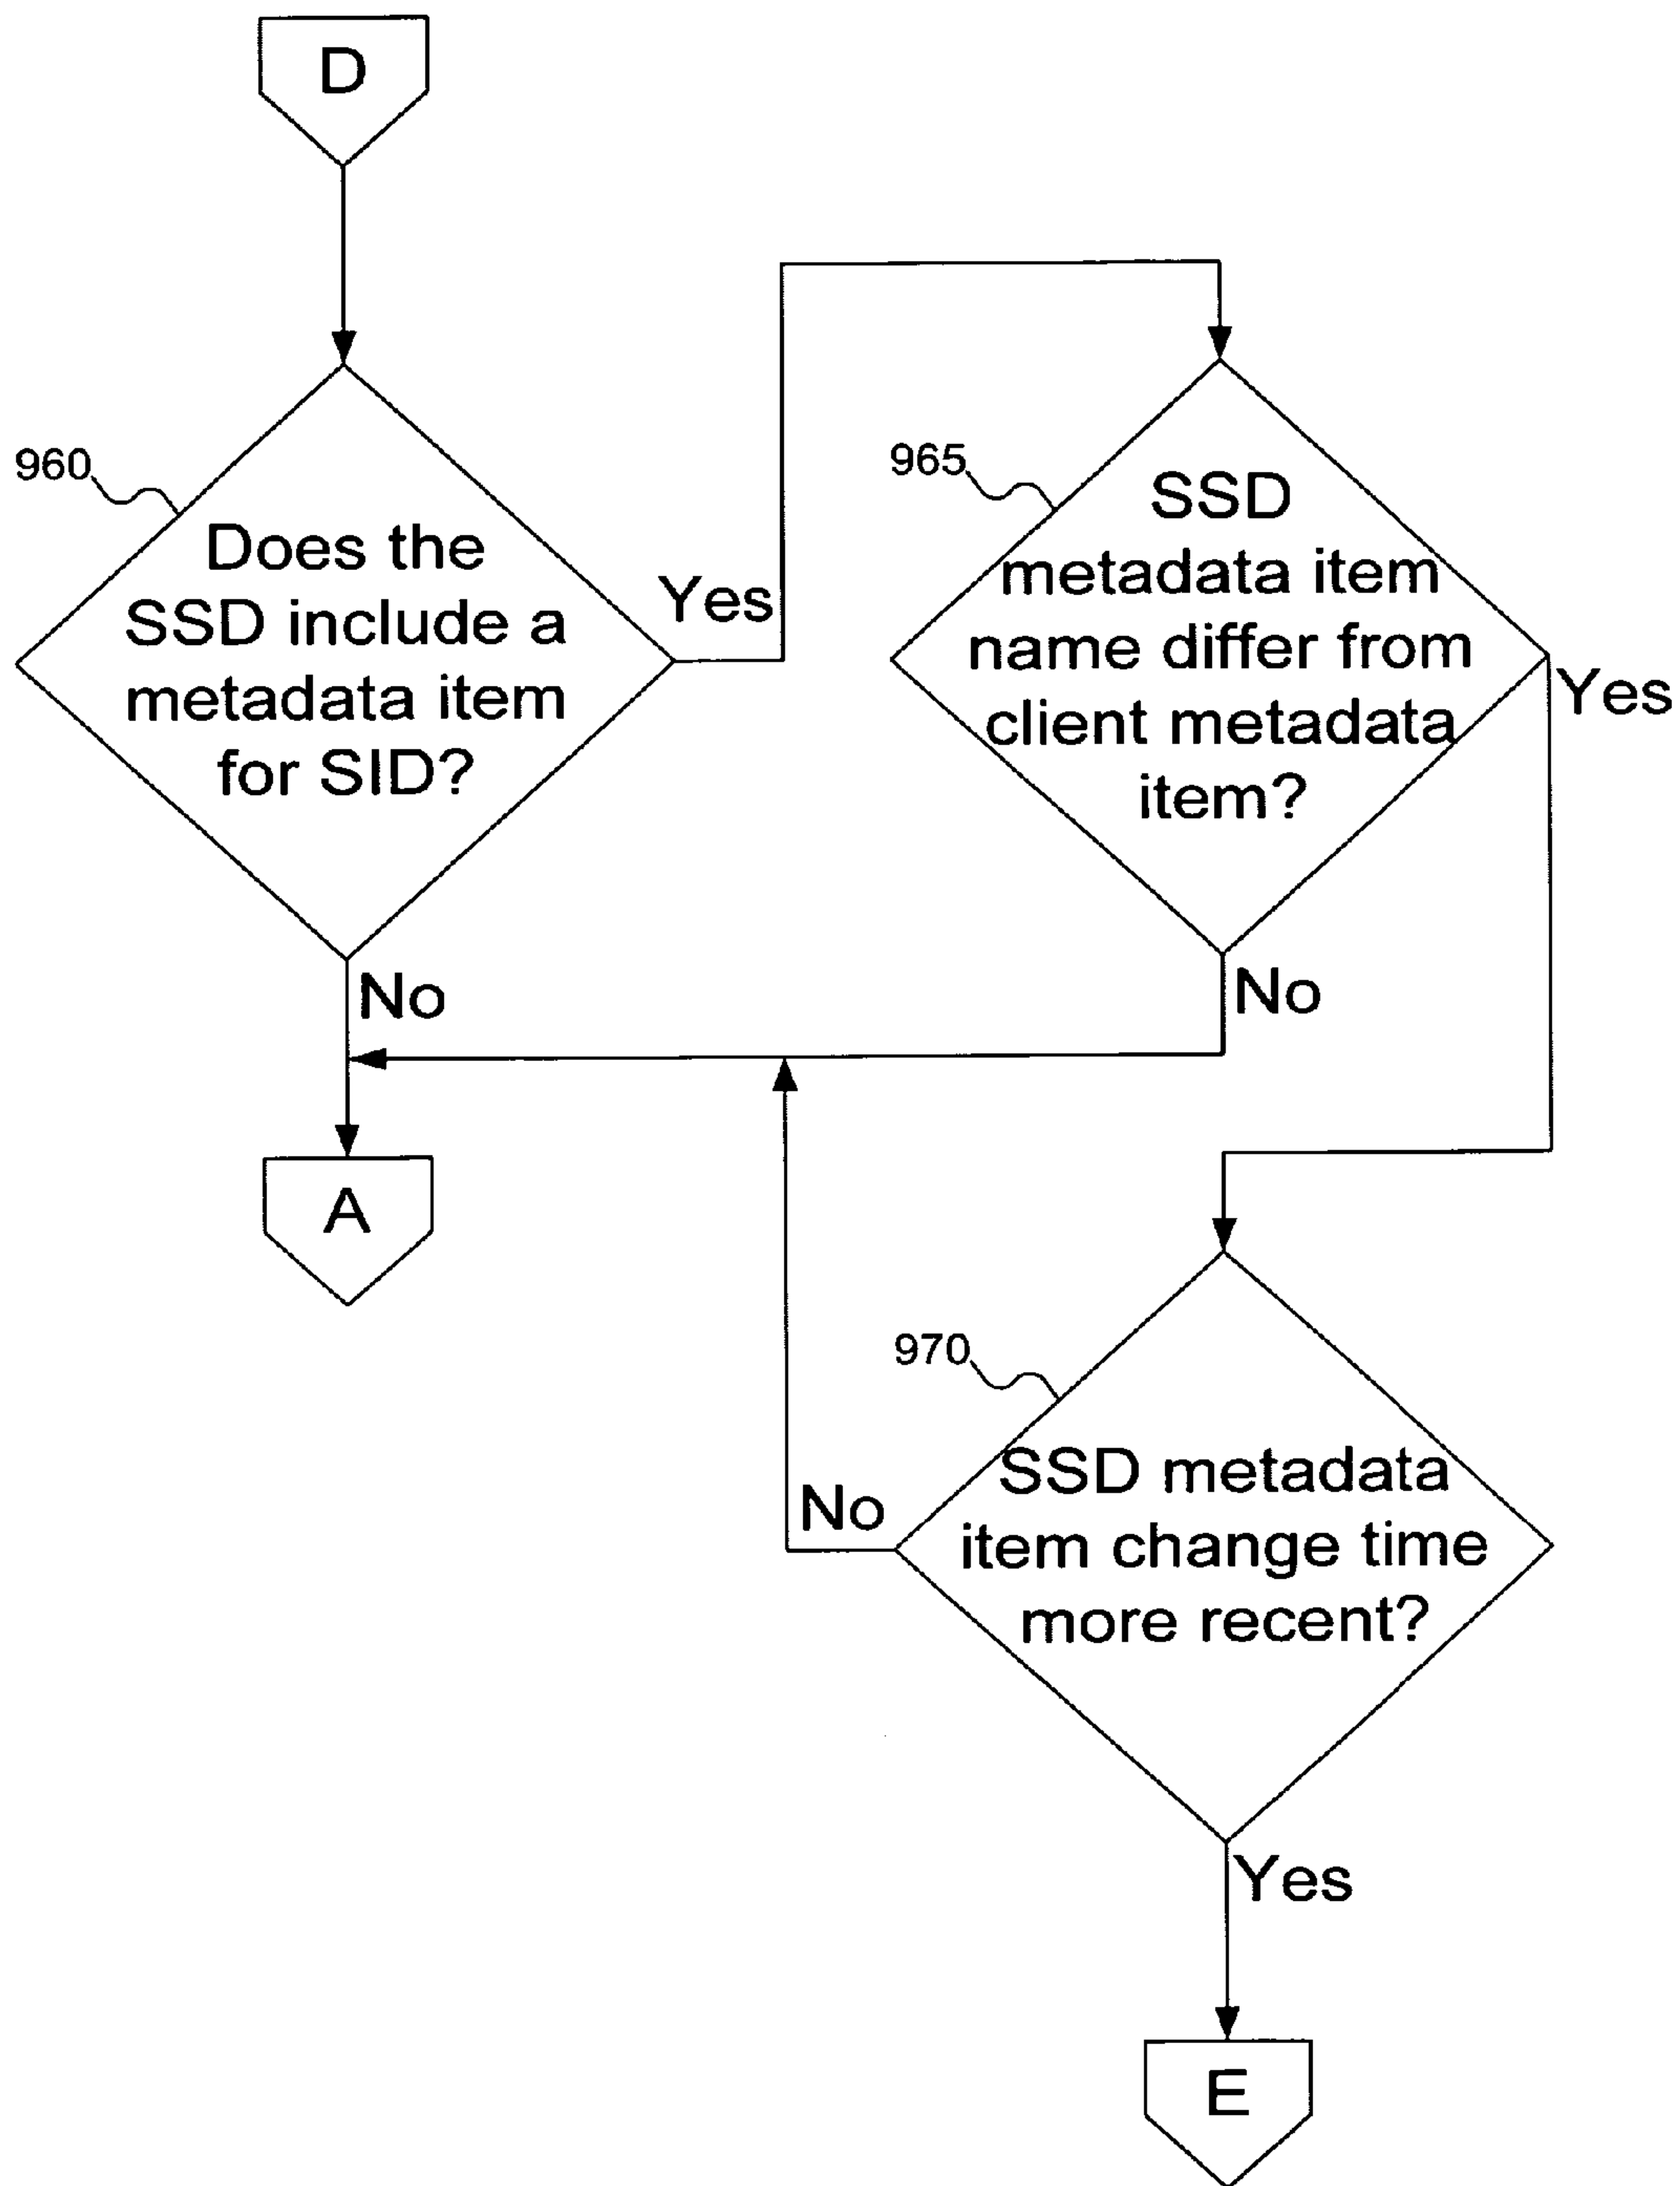 D
960
Does the
SSD include a
metadata item
for SID?
Yes
No
965
SSD
metadata item
name differ from
client metadata
item?
Yes
No
A
970
SSD metadata
item change time
more recent?
No
Yes
E